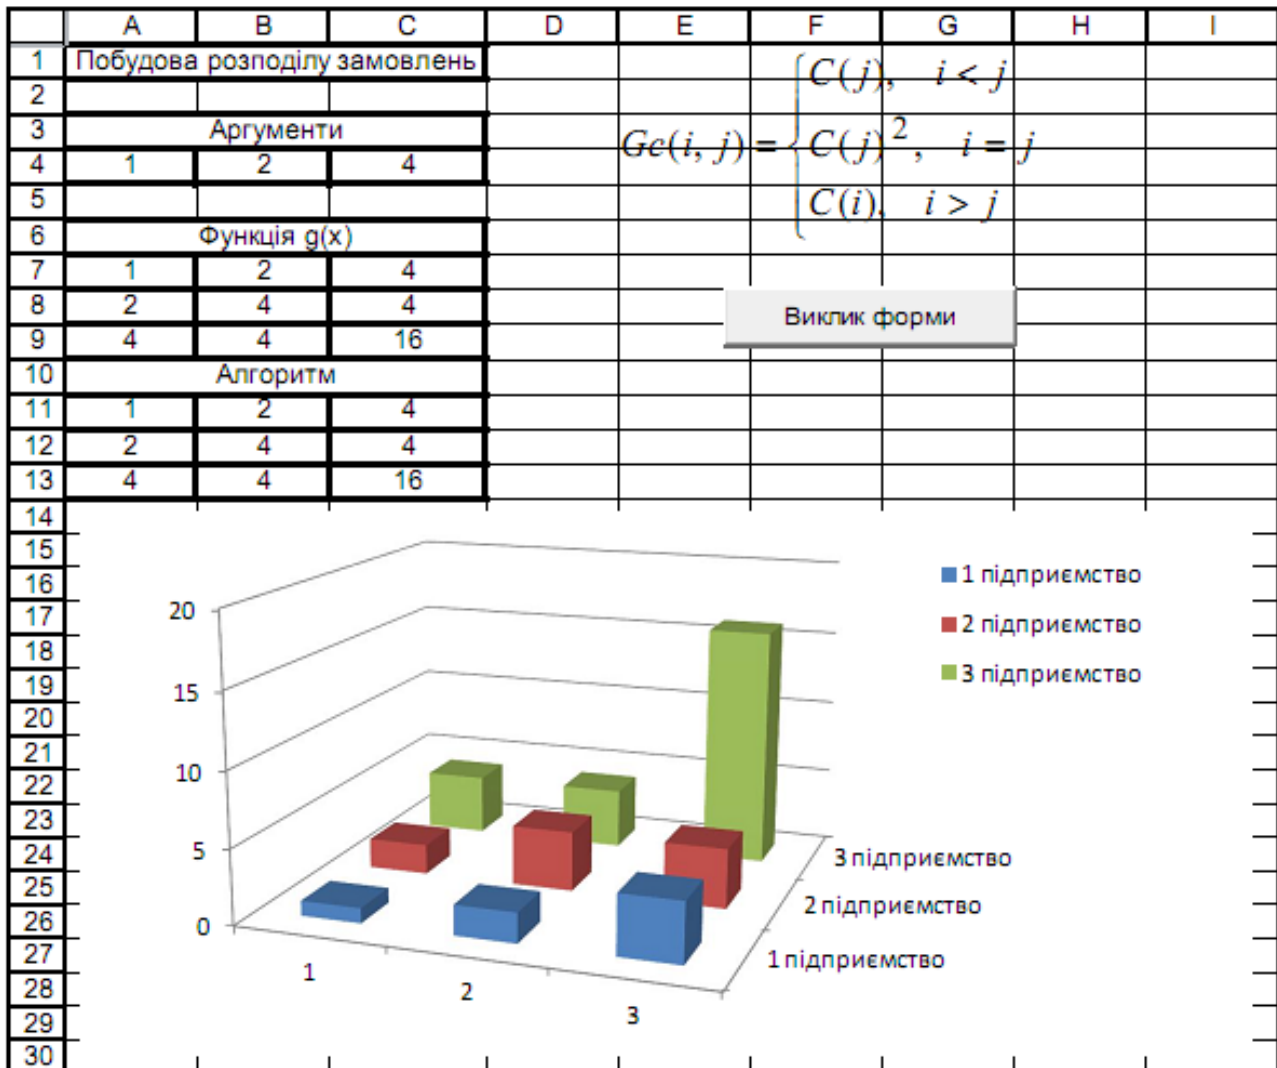 A B C D E F G H I
1 Побудова розподілу замовлень
2
3 Аргументи
4 1 2 4
5
6 Функція g(x)
7 1 2 4
8 2 4 4
9 4 4 16
10 Алгоритм
11 1 2 4
12 2 4 4
13 4 4 16
14
15
16
17
18
19
20
21
22
23
24
25
26
27
28
29
30
C(j), i < j
Gc(i, j) = C(j)², i = j
C(i), i > j
Виклик форми
20
15
10
5
0
1
2
3
1 підприємство
2 підприємство
3 підприємство
3 підприємство
2 підприємство
1 підприємство